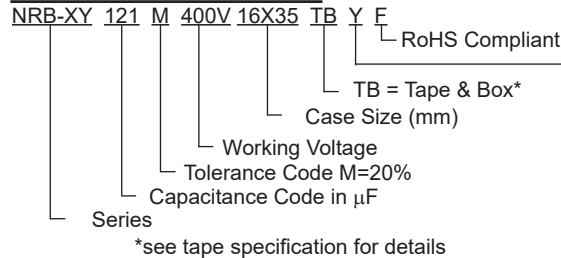 NRB-XY 121 M 400V 16X35 TB Y F
RoHS Compliant
TB = Tape & Box*
Case Size (mm)
Working Voltage
Tolerance Code M=20%
Capacitance Code in μF
Series
*see tape specification for details